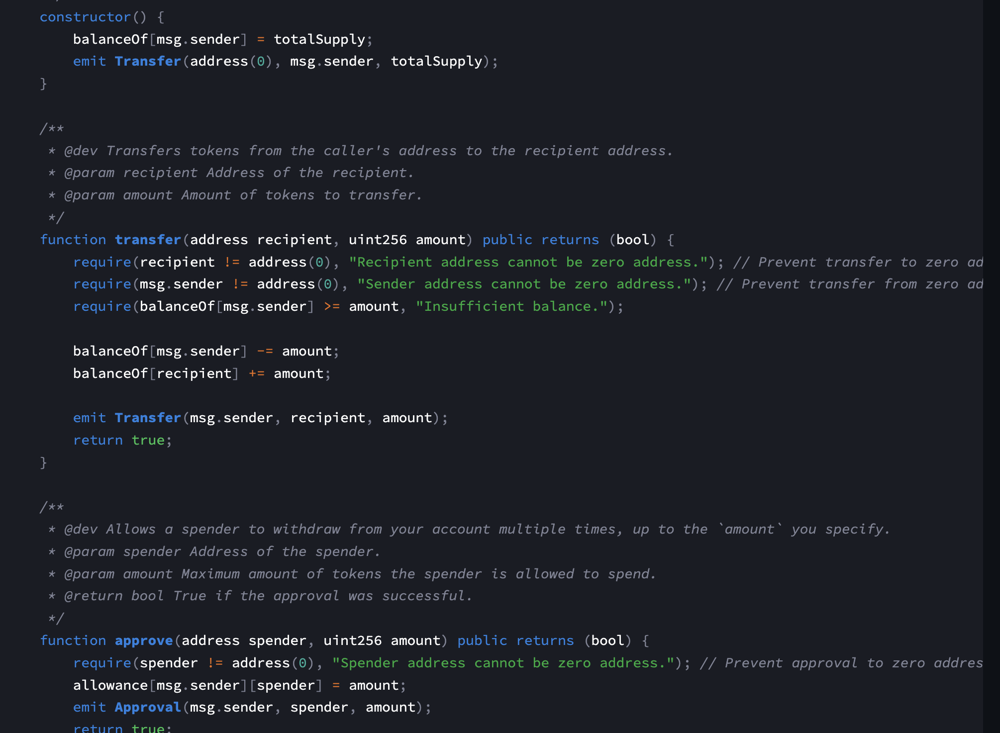 constructor() {
balanceOf[msg.sender] = totalSupply;
emit Transfer(address(0), msg.sender, totalSupply);
}
/**
* @dev Transfers tokens from the caller's address to the recipient address.
* @param recipient Address of the recipient.
* @param amount Amount of tokens to transfer.
*/
function transfer(address recipient, uint256 amount) public returns (bool) {
require(recipient != address(0), "Recipient address cannot be zero address."); // Prevent transfer to zero ad
require(msg.sender != address(0), "Sender address cannot be zero address."); // Prevent transfer from zero ad
require(balanceOf[msg.sender] >= amount, "Insufficient balance.");
balanceOf[msg.sender] -= amount;
balanceOf[recipient] += amount;
emit Transfer(msg.sender, recipient, amount);
return true;
}
/**
* @dev Allows a spender to withdraw from your account multiple times, up to the `amount` you specify.
* @param spender Address of the spender.
* @param amount Maximum amount of tokens the spender is allowed to spend.
* @return bool True if the approval was successful.
*/
function approve(address spender, uint256 amount) public returns (bool) {
require(spender != address(0), "Spender address cannot be zero address."); // Prevent approval to zero addres
allowance[msg.sender][spender] = amount;
emit Approval(msg.sender, spender, amount);
return true;